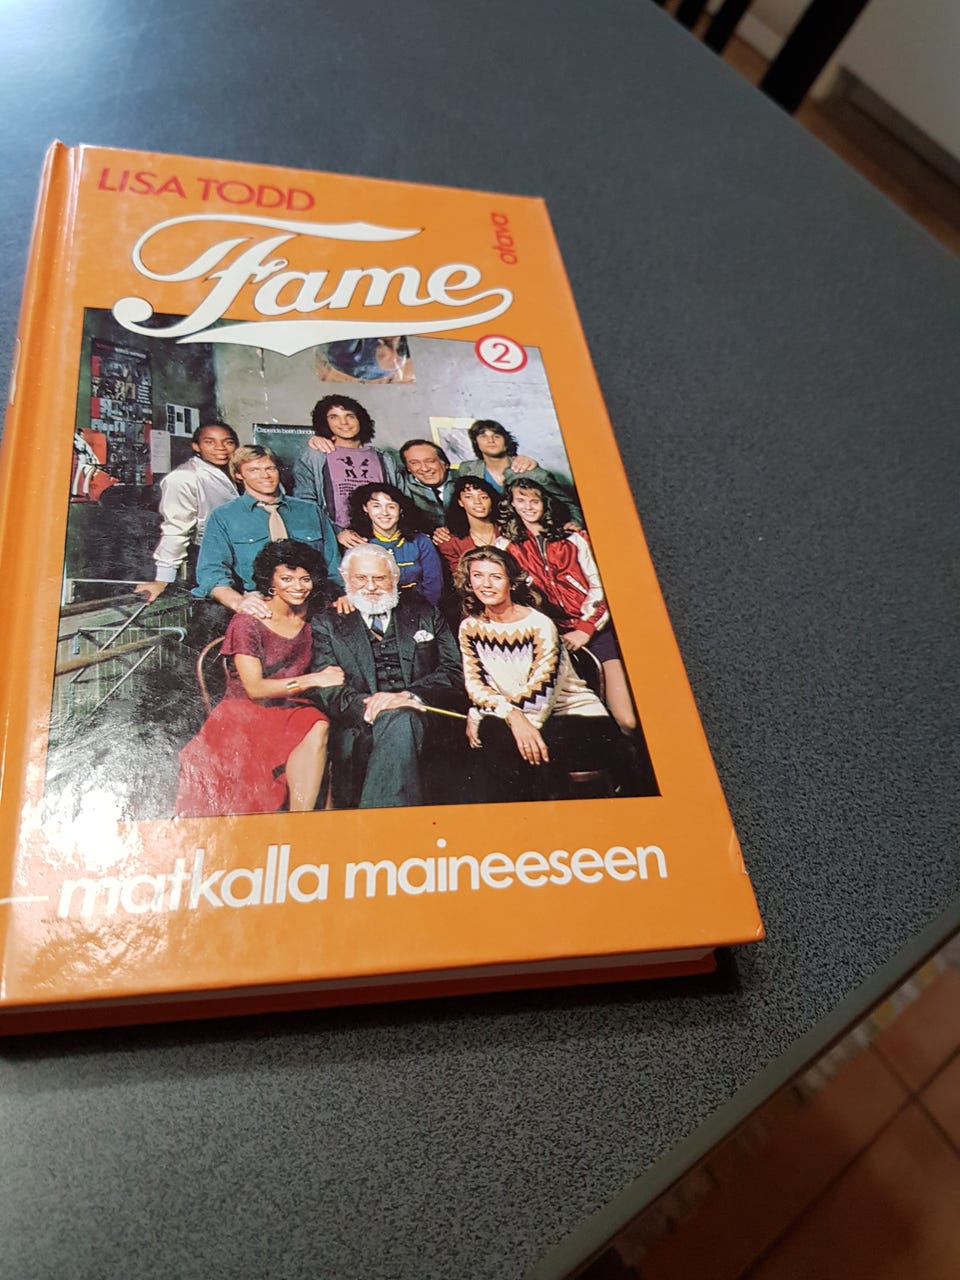 LISA TODD
otava
Fame
2
– matkalla maineeseen